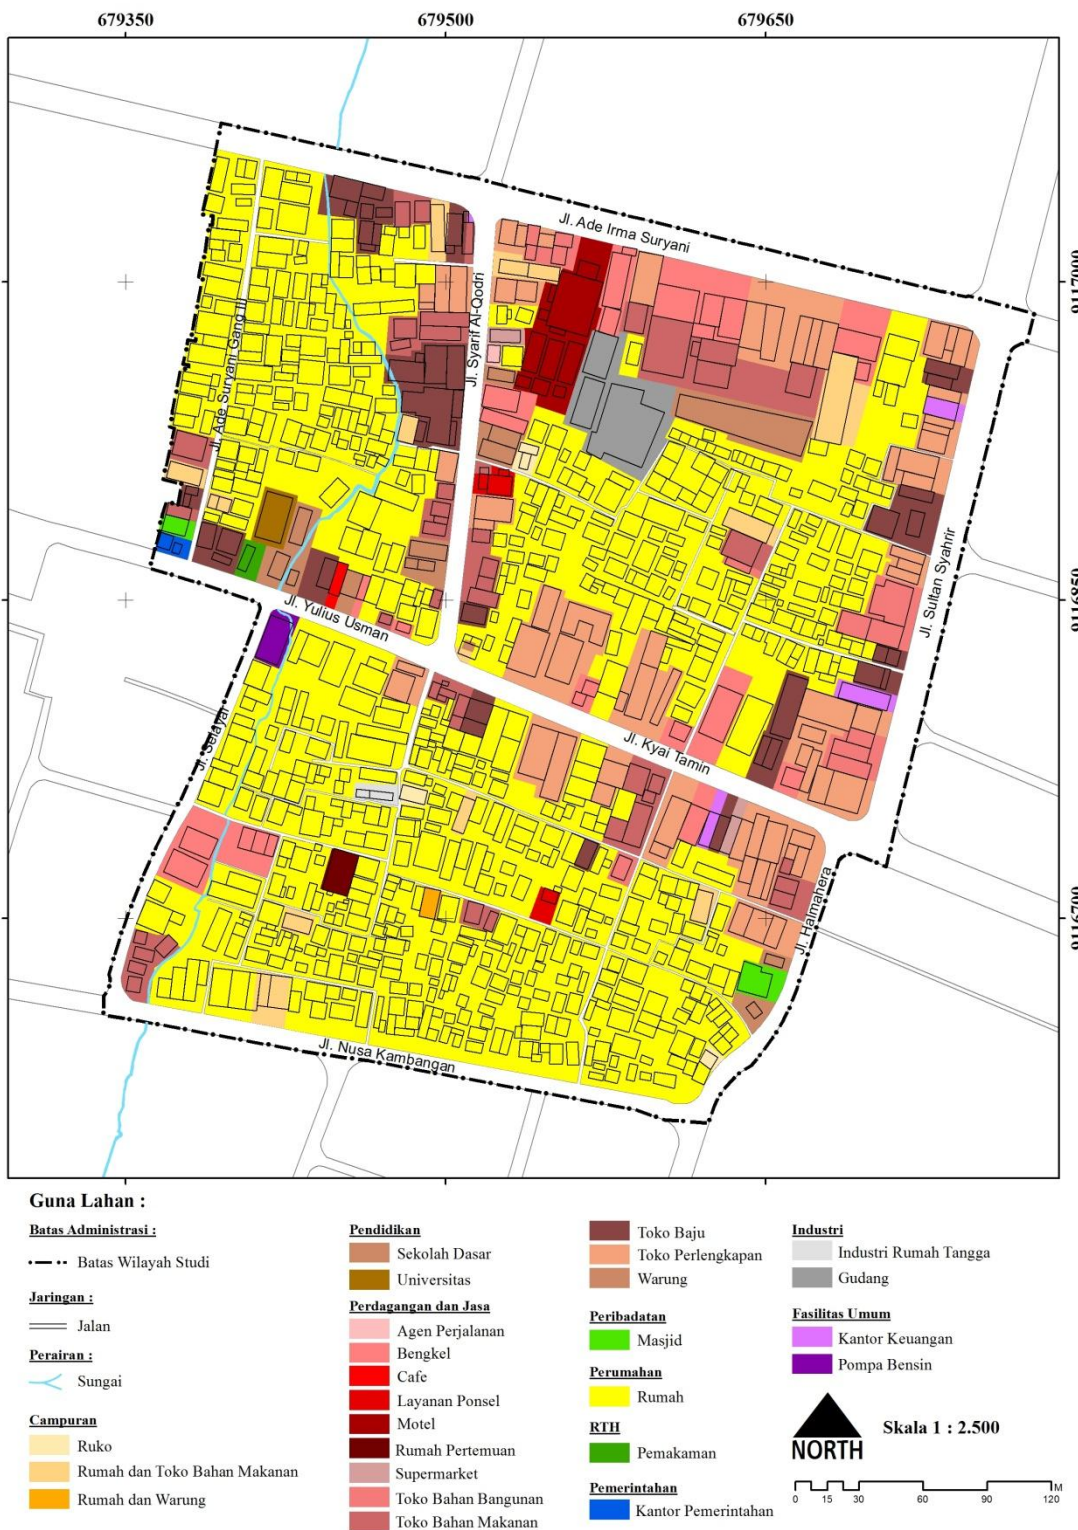 679350 679500 679650
9117000
9116850
9116700
Jl. Ade Irma Suryani
Jl. Syarif Al-Qodri
Jl. Ade Suryani Gang III
Jl. Sultan Syahrir
Jl. Yulius Usman
Jl. Kyai Tamin
Jl. Selayar
Jl. Halmahera
Jl. Nusa Kambangan
Guna Lahan :
Batas Administrasi :
Batas Wilayah Studi
Jaringan :
Jalan
Perairan :
Sungai
Campuran
Ruko
Rumah dan Toko Bahan Makanan
Rumah dan Warung
Pendidikan
Sekolah Dasar
Universitas
Perdagangan dan Jasa
Agen Perjalanan
Bengkel
Cafe
Layanan Ponsel
Motel
Rumah Pertemuan
Supermarket
Toko Bahan Bangunan
Toko Bahan Makanan
Toko Baju
Toko Perlengkapan
Warung
Peribadatan
Masjid
Perumahan
Rumah
RTH
Pemakaman
Pemerintahan
Kantor Pemerintahan
Industri
Industri Rumah Tangga
Gudang
Fasilitas Umum
Kantor Keuangan
Pompa Bensin
NORTH
Skala 1 : 2.500
0 15 30 60 90 120 M